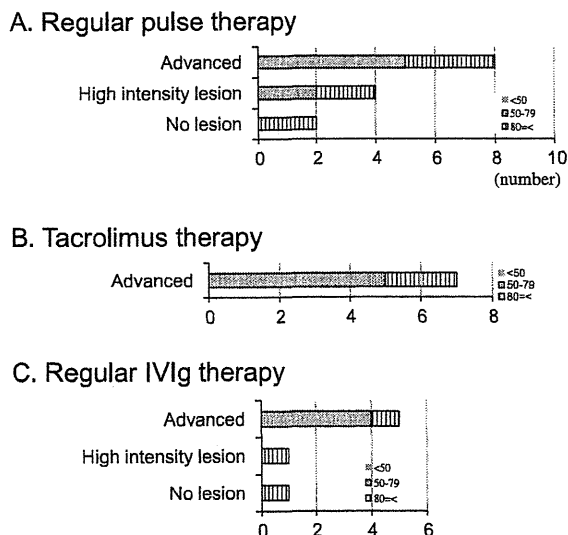 A. Regular pulse therapy
Advanced
High intensity lesion
No lesion
<50
50-79
80=<
0 2 4 6 8 10
(number)
B. Tacrolimus therapy
Advanced
<50
50-79
80=<
0 2 4 6 8
C. Regular IVIg therapy
Advanced
High intensity lesion
No lesion
<50
50-79
80=<
0 2 4 6